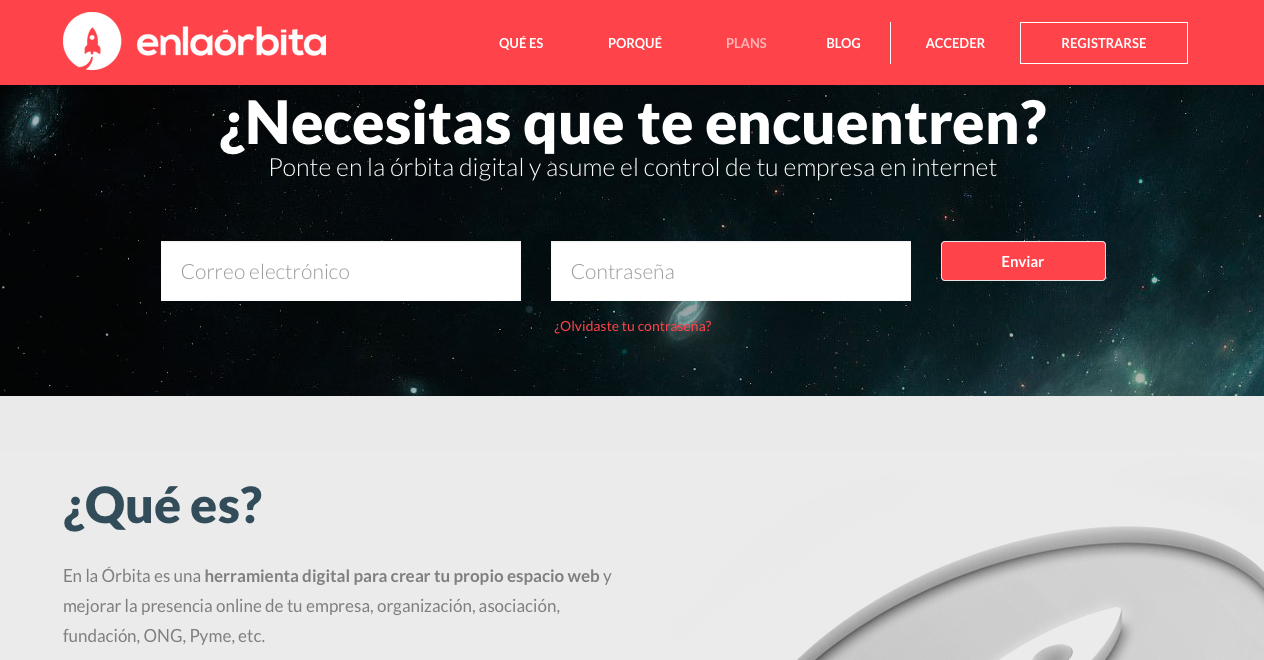 enlaórbita
QUÉ ES
PORQUÉ
PLANS
BLOG
ACCEDER
REGISTRARSE
¿Necesitas que te encuentren?
Ponte en la órbita digital y asume el control de tu empresa en internet
Correo electrónico
Contraseña
Enviar
¿Olvidaste tu contraseña?
¿Qué es?
En la Órbita es una herramienta digital para crear tu propio espacio web y
mejorar la presencia online de tu empresa, organización, asociación,
fundación, ONG, Pyme, etc.